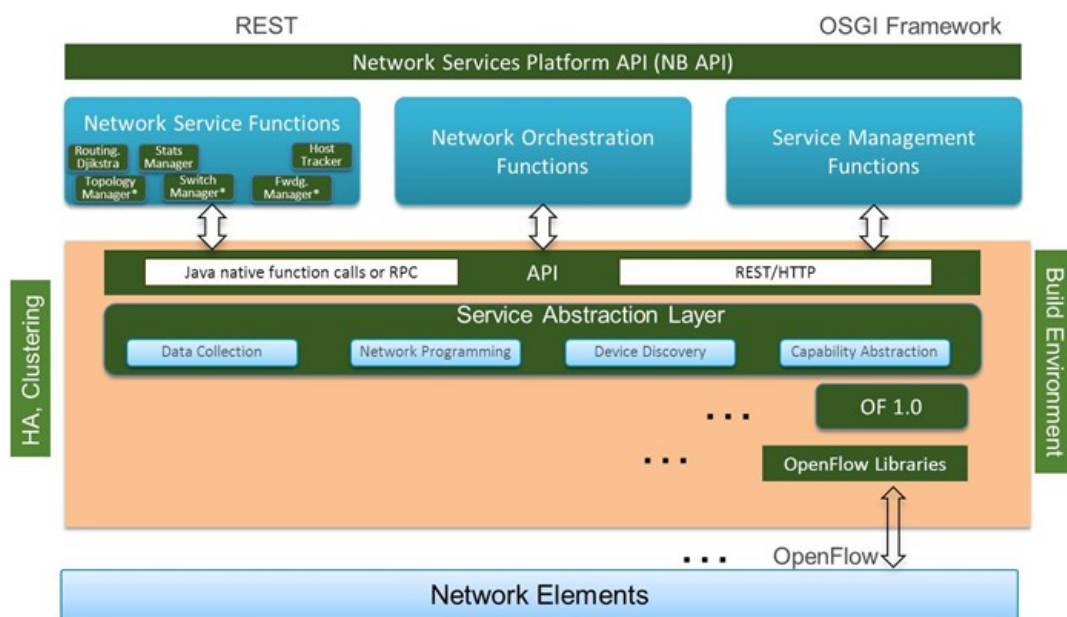 REST
OSGI Framework
Network Services Platform API (NB API)
Network Service Functions
Routing.
Djikstra
Stats
Manager
Host
Tracker
Topology
Manager*
Switch
Manager*
Fwdg.
Manager*
Network Orchestration
Functions
Service Management
Functions
HA, Clustering
Java native function calls or RPC
API
REST/HTTP
Service Abstraction Layer
Data Collection
Network Programming
Device Discovery
Capability Abstraction
Build Environment
...
OF 1.0
...
OpenFlow Libraries
...
OpenFlow
Network Elements